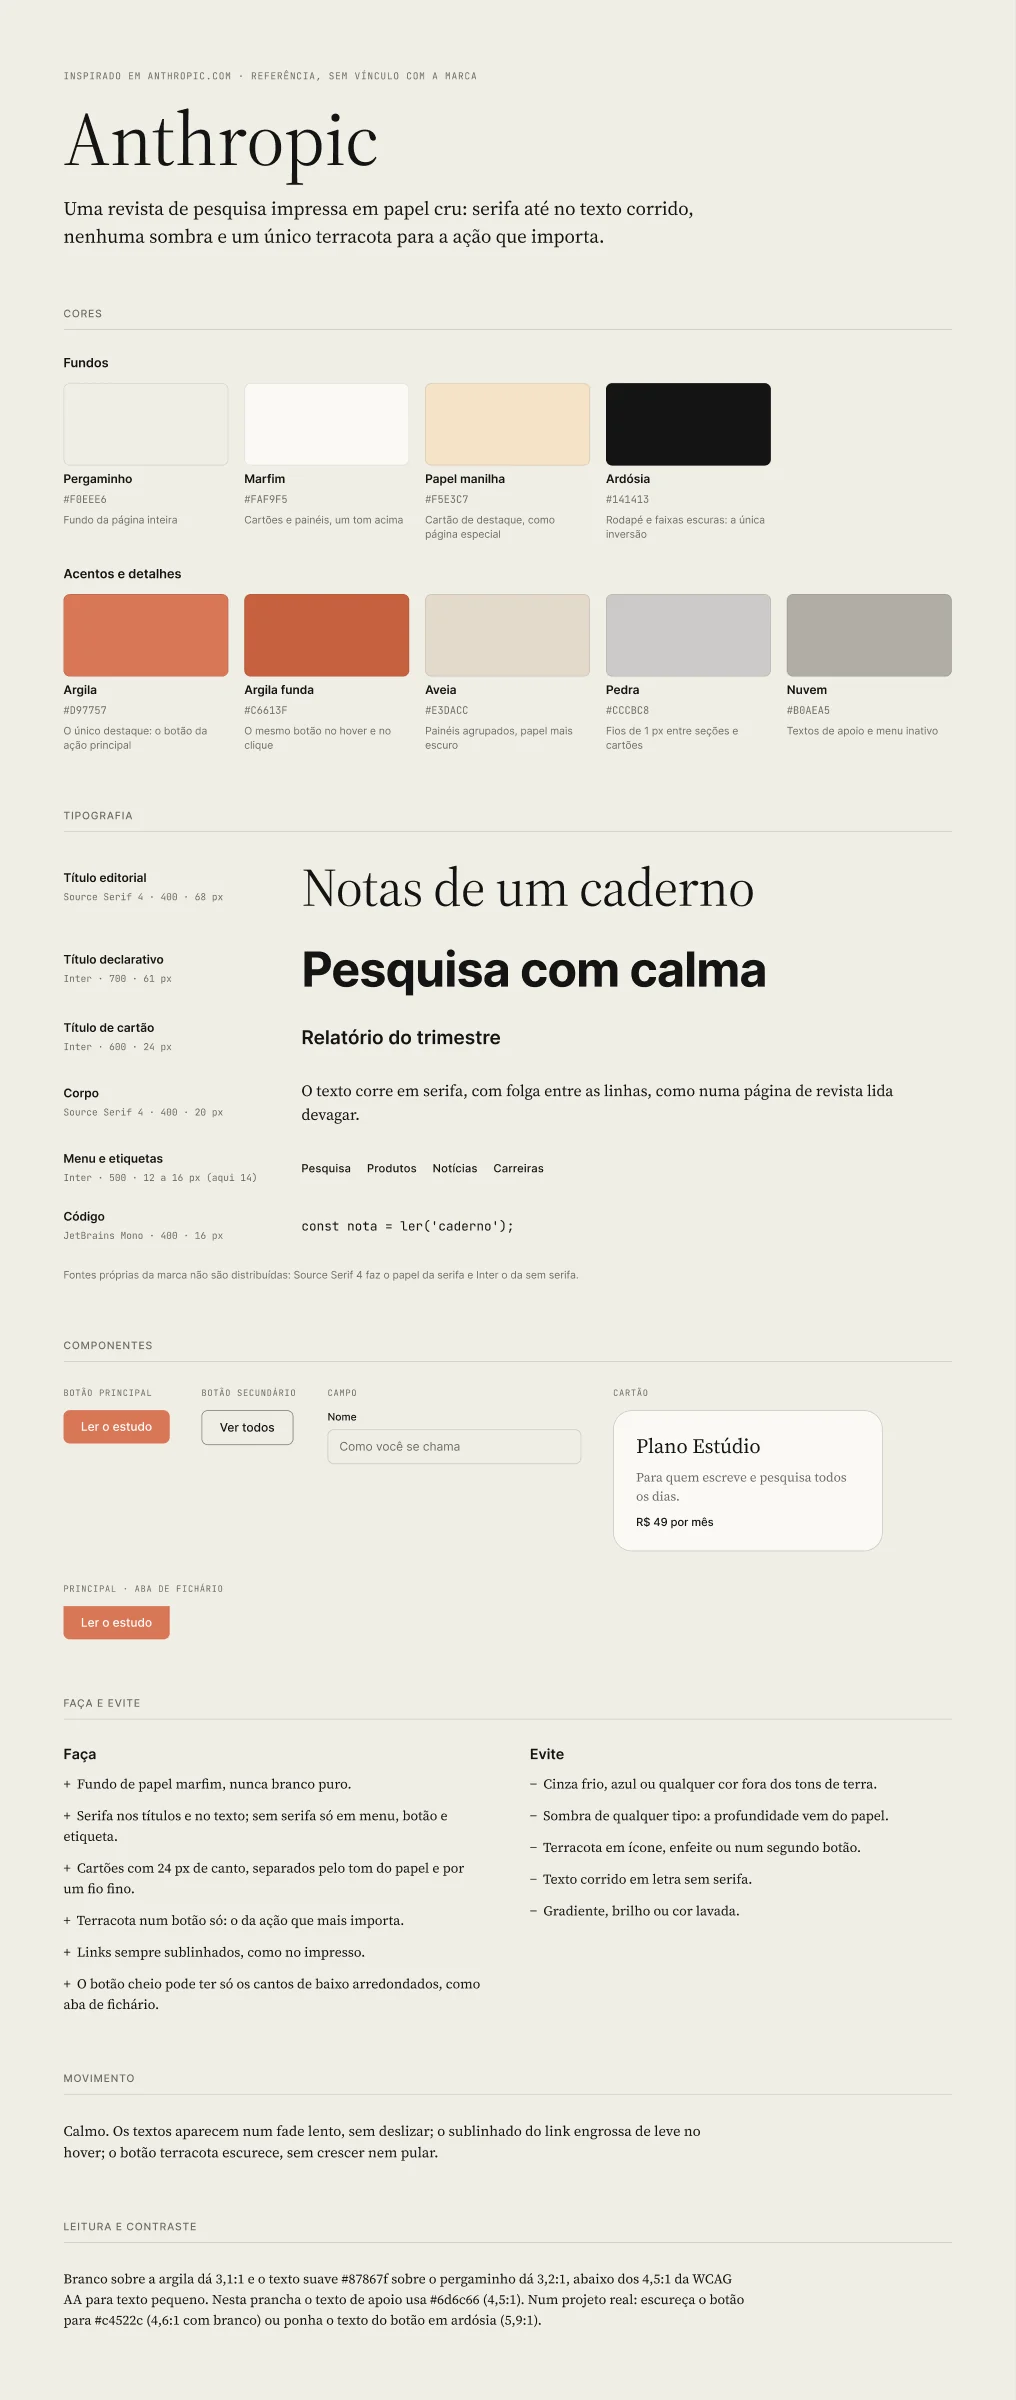 INSPIRADO EM ANTHROPIC.COM · REFERÊNCIA, SEM VÍNCULO COM A MARCA
Anthropic
Uma revista de pesquisa impressa em papel cru: serifa até no texto corrido,
nenhuma sombra e um único terracota para a ação que importa.
CORES
Fundos
Pergaminho
#F0EEE6
Fundo da página inteira
Marfim
#FAF9F5
Cartões e painéis, um tom acima
Papel manilha
#F5E3C7
Cartão de destaque, como
página especial
Ardósia
#141413
Rodapé e faixas escuras: a única
inversão
Acentos e detalhes
Argila
#D97757
O único destaque: o botão da
ação principal
Argila funda
#C6613F
O mesmo botão no hover e no
clique
Aveia
#E3DACC
Painéis agrupados, papel mais
escuro
Pedra
#CCCBC8
Fios de 1 px entre seções e
cartões
Nuvem
#B0AEA5
Textos de apoio e menu inativo
TIPOGRAFIA
Título editorial
Source Serif 4 · 400 · 68 px
Notas de um caderno
Título declarativo
Inter · 700 · 61 px
Pesquisa com calma
Título de cartão
Inter · 600 · 24 px
Relatório do trimestre
Corpo
Source Serif 4 · 400 · 20 px
O texto corre em serifa, com folga entre as linhas, como numa página de revista lida
devagar.
Menu e etiquetas
Inter · 500 · 12 a 16 px (aqui 14)
Pesquisa Produtos Notícias Carreiras
Código
JetBrains Mono · 400 · 16 px
const nota = ler('caderno');
Fontes próprias da marca não são distribuídas: Source Serif 4 faz o papel da serifa e Inter o da sem serifa.
COMPONENTES
BOTÃO PRINCIPAL
Ler o estudo
BOTÃO SECUNDÁRIO
Ver todos
CAMPO
Nome
Como você se chama
CARTÃO
Plano Estúdio
Para quem escreve e pesquisa todos
os dias.
R$ 49 por mês
PRINCIPAL · ABA DE FICHÁRIO
Ler o estudo
FAÇA E EVITE
Faça
+ Fundo de papel marfim, nunca branco puro.
+ Serifa nos títulos e no texto; sem serifa só em menu, botão e
etiqueta.
+ Cartões com 24 px de canto, separados pelo tom do papel e por
um fio fino.
+ Terracota num botão só: o da ação que mais importa.
+ Links sempre sublinhados, como no impresso.
+ O botão cheio pode ter só os cantos de baixo arredondados, como
aba de fichário.
Evite
– Cinza frio, azul ou qualquer cor fora dos tons de terra.
– Sombra de qualquer tipo: a profundidade vem do papel.
– Terracota em ícone, enfeite ou num segundo botão.
– Texto corrido em letra sem serifa.
– Gradiente, brilho ou cor lavada.
MOVIMENTO
Calmo. Os textos aparecem num fade lento, sem deslizar; o sublinhado do link engrossa de leve no
hover; o botão terracota escurece, sem crescer nem pular.
LEITURA E CONTRASTE
Branco sobre a argila dá 3,1:1 e o texto suave #87867f sobre o pergaminho dá 3,2:1, abaixo dos 4,5:1 da WCAG
AA para texto pequeno. Nesta prancha o texto de apoio usa #6d6c66 (4,5:1). Num projeto real: escureça o botão
para #c4522c (4,6:1 com branco) ou ponha o texto do botão em ardósia (5,9:1).